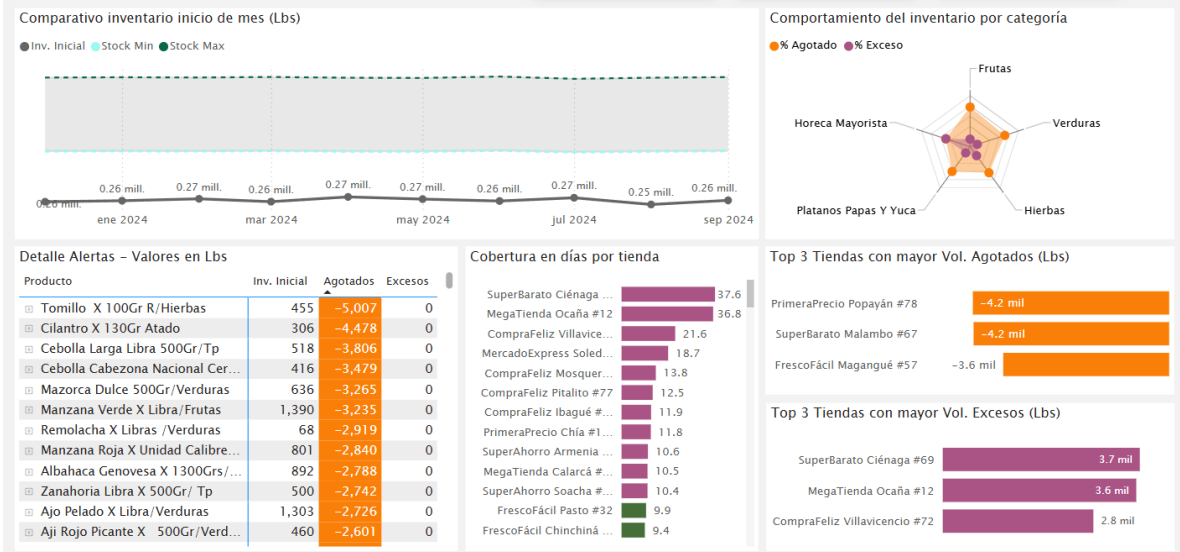 Comparativo inventario inicio de mes (Lbs)
Inv. Inicial Stock Min Stock Max
0.26 mill. 0.26 mill. 0.27 mill. 0.26 mill. 0.27 mill. 0.27 mill. 0.26 mill. 0.27 mill. 0.25 mill. 0.26 mill.
ene 2024 mar 2024 may 2024 jul 2024 sep 2024
Comportamiento del inventario por categoría
% Agotado % Exceso
Frutas
Horeca Mayorista Verduras
Platanos Papas Y Yuca Hierbas
Detalle Alertas - Valores en Lbs
Producto Inv. Inicial Agotados Excesos
Tomillo X 100Gr R/Hierbas 455 -5,007 0
Cilantro X 130Gr Atado 306 -4,478 0
Cebolla Larga Libra 500Gr/Tp 518 -3,806 0
Cebolla Cabezona Nacional Cer... 416 -3,479 0
Mazorca Dulce 500Gr/Verduras 636 -3,265 0
Manzana Verde X Libra/Frutas 1,390 -3,235 0
Remolacha X Libras /Verduras 68 -2,919 0
Manzana Roja X Unidad Calibre... 801 -2,840 0
Albahaca Genovesa X 1300Grs/... 892 -2,788 0
Zanahoria Libra X 500Gr/ Tp 500 -2,742 0
Ajo Pelado X Libra/Verduras 1,303 -2,726 0
Aji Rojo Picante X 500Gr/Verd... 460 -2,601 0
Cobertura en días por tienda
SuperBarato Ciénaga ... 37.6
MegaTienda Ocaña #12 36.8
CompraFeliz Villavice... 21.6
MercadoExpress Soled... 18.7
CompraFeliz Mosquer... 13.8
CompraFeliz Pitalito #77 12.5
CompraFeliz Ibagué #... 11.9
PrimeraPrecio Chía #1... 11.8
SuperAhorro Armenia ... 10.6
MegaTienda Calarcá #... 10.5
SuperAhorro Soacha #... 10.4
FrescoFácil Pasto #32 9.9
FrescoFácil Chinchiná ... 9.4
Top 3 Tiendas con mayor Vol. Agotados (Lbs)
PrimeraPrecio Popayán #78 -4.2 mil
SuperBarato Malambo #67 -4.2 mil
FrescoFácil Magangué #57 -3.6 mil
Top 3 Tiendas con mayor Vol. Excesos (Lbs)
SuperBarato Ciénaga #69 3.7 mil
MegaTienda Ocaña #12 3.6 mil
CompraFeliz Villavicencio #72 2.8 mil